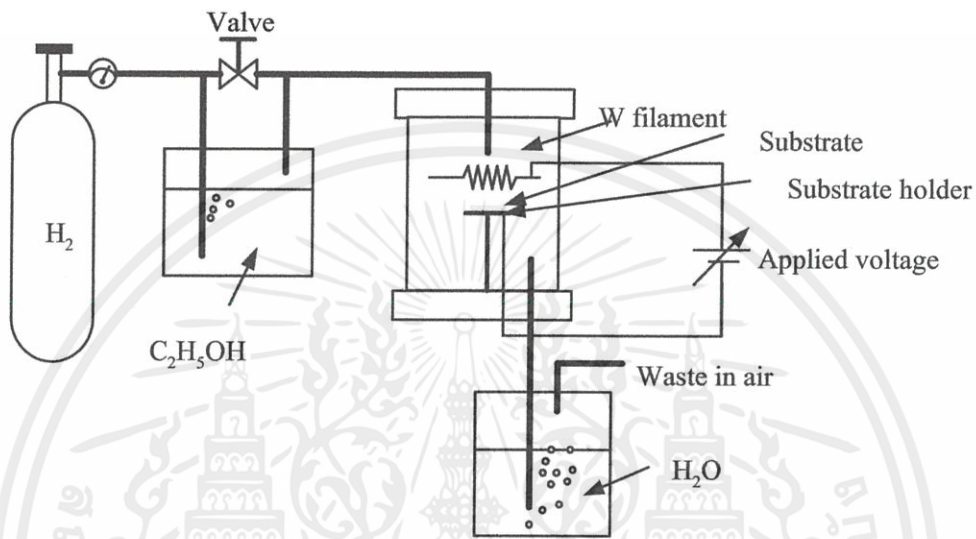 Valve
W filament
Substrate
Substrate holder
H₂
Applied voltage
C₂H₅OH
Waste in air
H₂O